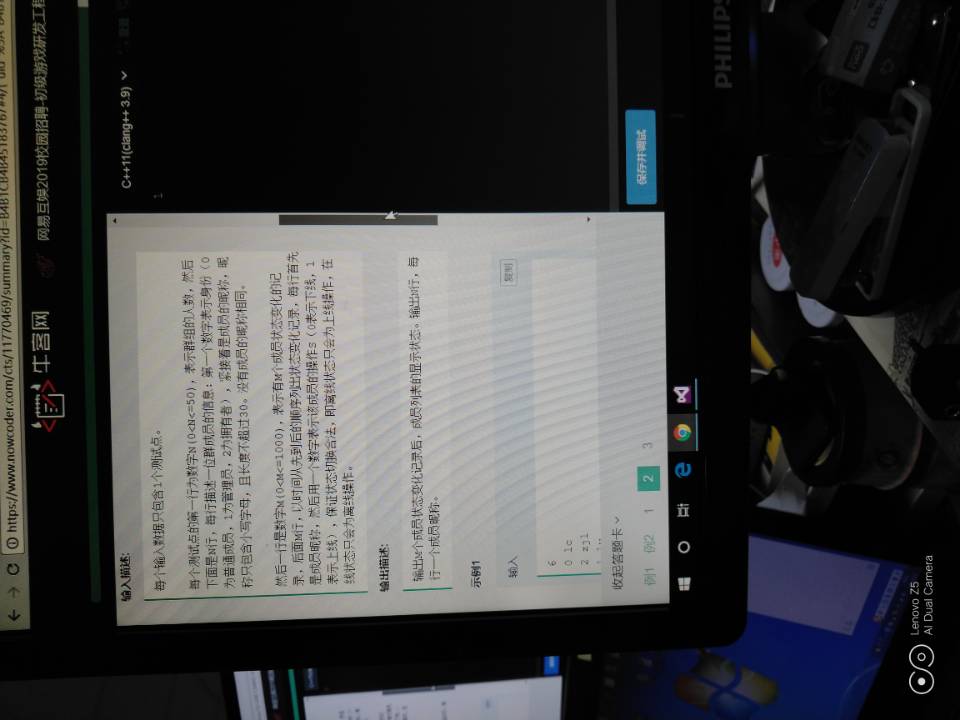 https://www.nowcoder.com/cts/11770469/summary?id=B4B1CB4B45183767#4/
牛客网
网易互娱2019校园招聘-初级游戏研发工程
输入描述:
C++11(clang++ 3.9)
1
每个输入数据只包含1个测试点。
每个测试点的第一行为数字N(0<N<=50)，表示群组的人数，然后
下面是N行，每行描述一位群成员的信息：第一个数字表示身份（0
为普通成员，1为管理员，2为拥有者），紧接着是成员的昵称，昵
称只包含小写字母，且长度不超过30。没有成员的昵称相同。
然后一行是数字M(0<M<=1000)，表示有M个成员状态变化的记
录，后面M行，以时间从先到后的顺序列出状态变化记录，每行首先
是成员昵称，然后用一个数字表示该成员的操作S（0表示下线，1
表示上线），保证状态切换合法，即离线状态只会为上线操作，在
线状态只会为离线操作。
输出描述:
输出M个成员状态变化记录后，成员列表的显示状态。输出N行，每
行一个成员昵称。
示例1
输入
复制
6
0 lc
2 zjl
收起答题卡
例1 例2 1 2 3
保存并调试
PHILIPS
Lenovo Z5
AI Dual Camera